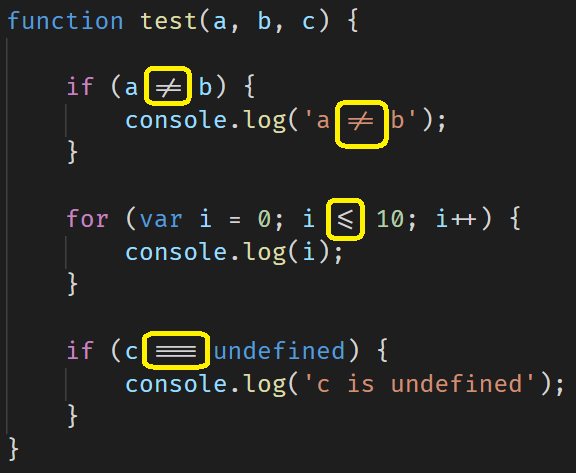 function test(a, b, c) {
if (a ≠ b) {
console.log('a ≠ b');
}
for (var i = 0; i ⩽ 10; i++) {
console.log(i);
}
if (c ≡ undefined) {
console.log('c is undefined');
}
}